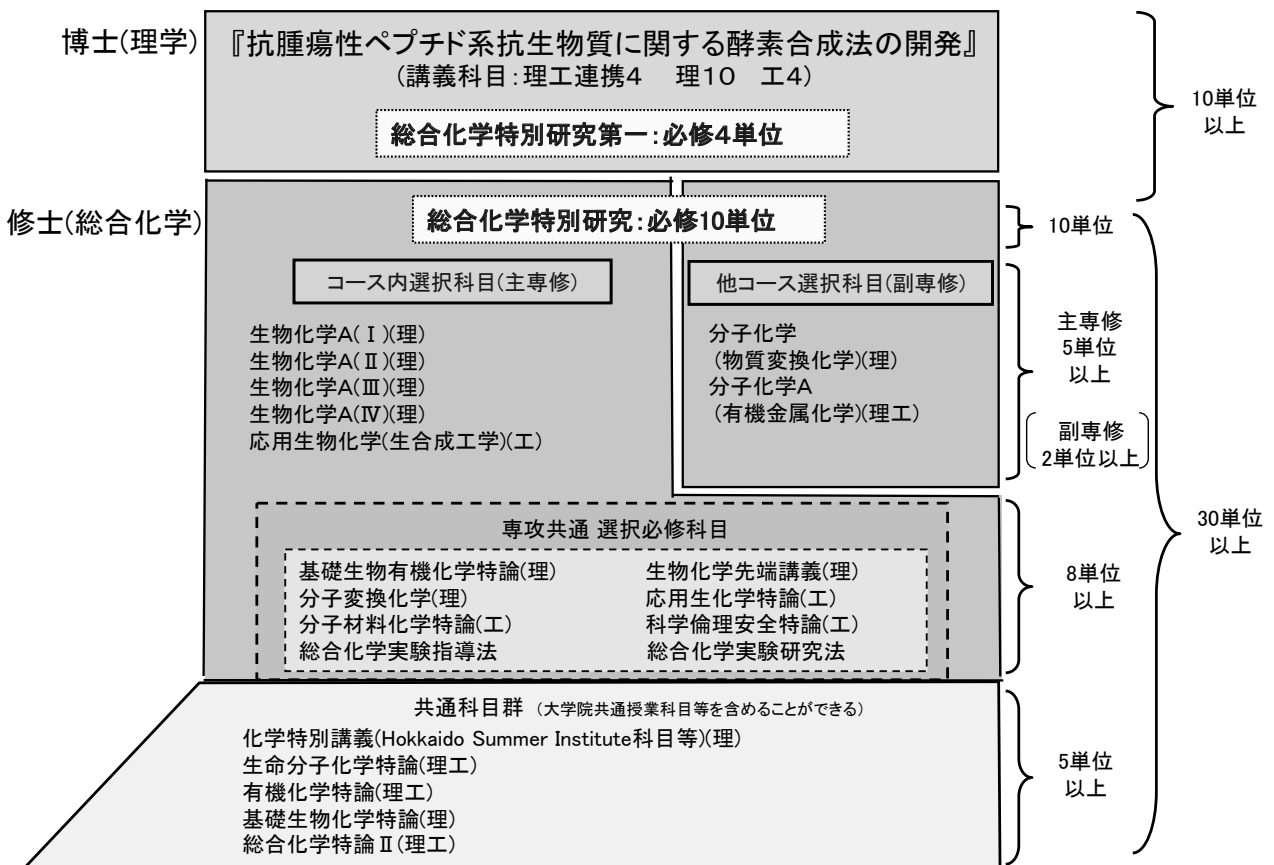 博士(理学)
『抗腫瘍性ペプチド系抗生物質に関する酵素合成法の開発』
(講義科目:理工連携4 理10 工4)
総合化学特別研究第一:必修4単位
10単位
以上
修士(総合化学)
総合化学特別研究:必修10単位
10単位
コース内選択科目(主専修)
生物化学A(Ⅰ)(理)
生物化学A(Ⅱ)(理)
生物化学A(Ⅲ)(理)
生物化学A(Ⅳ)(理)
応用生物化学(生合成工学)(工)
他コース選択科目(副専修)
分子化学
(物質変換化学)(理)
分子化学A
(有機金属化学)(理工)
主専修
5単位
以上
副専修
2単位以上
専攻共通 選択必修科目
基礎生物有機化学特論(理)
分子変換化学(理)
分子材料化学特論(工)
総合化学実験指導法
生物化学先端講義(理)
応用生化学特論(工)
科学倫理安全特論(工)
総合化学実験研究法
8単位
以上
30単位
以上
共通科目群 (大学院共通授業科目等を含めることができる)
化学特別講義(Hokkaido Summer Institute科目等)(理)
生命分子化学特論(理工)
有機化学特論(理工)
基礎生物化学特論(理)
総合化学特論Ⅱ(理工)
5単位
以上